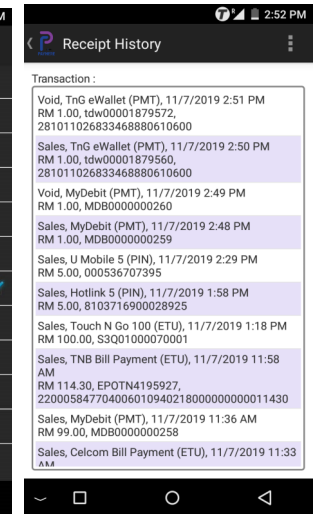 2:52 PM
Receipt History
Transaction :
Void, TnG eWallet (PMT), 11/7/2019 2:51 PM
RM 1.00, tdw00001879572,
281011026833468880610600
Sales, TnG eWallet (PMT), 11/7/2019 2:50 PM
RM 1.00, tdw00001879560,
281011026833468880610600
Void, MyDebit (PMT), 11/7/2019 2:49 PM
RM 1.00, MDB0000000260
Sales, MyDebit (PMT), 11/7/2019 2:48 PM
RM 1.00, MDB0000000259
Sales, U Mobile 5 (PIN), 11/7/2019 2:29 PM
RM 5.00, 000536707395
Sales, Hotlink 5 (PIN), 11/7/2019 1:58 PM
RM 5.00, 8103716900028925
Sales, Touch N Go 100 (ETU), 11/7/2019 1:18 PM
RM 100.00, S3Q01000070001
Sales, TNB Bill Payment (ETU), 11/7/2019 11:58
AM
RM 114.30, EPOTN4195927,
2200058477040060109402180000000000011430
Sales, MyDebit (PMT), 11/7/2019 11:36 AM
RM 99.00, MDB0000000258
Sales, Celcom Bill Payment (ETU), 11/7/2019 11:33
AM